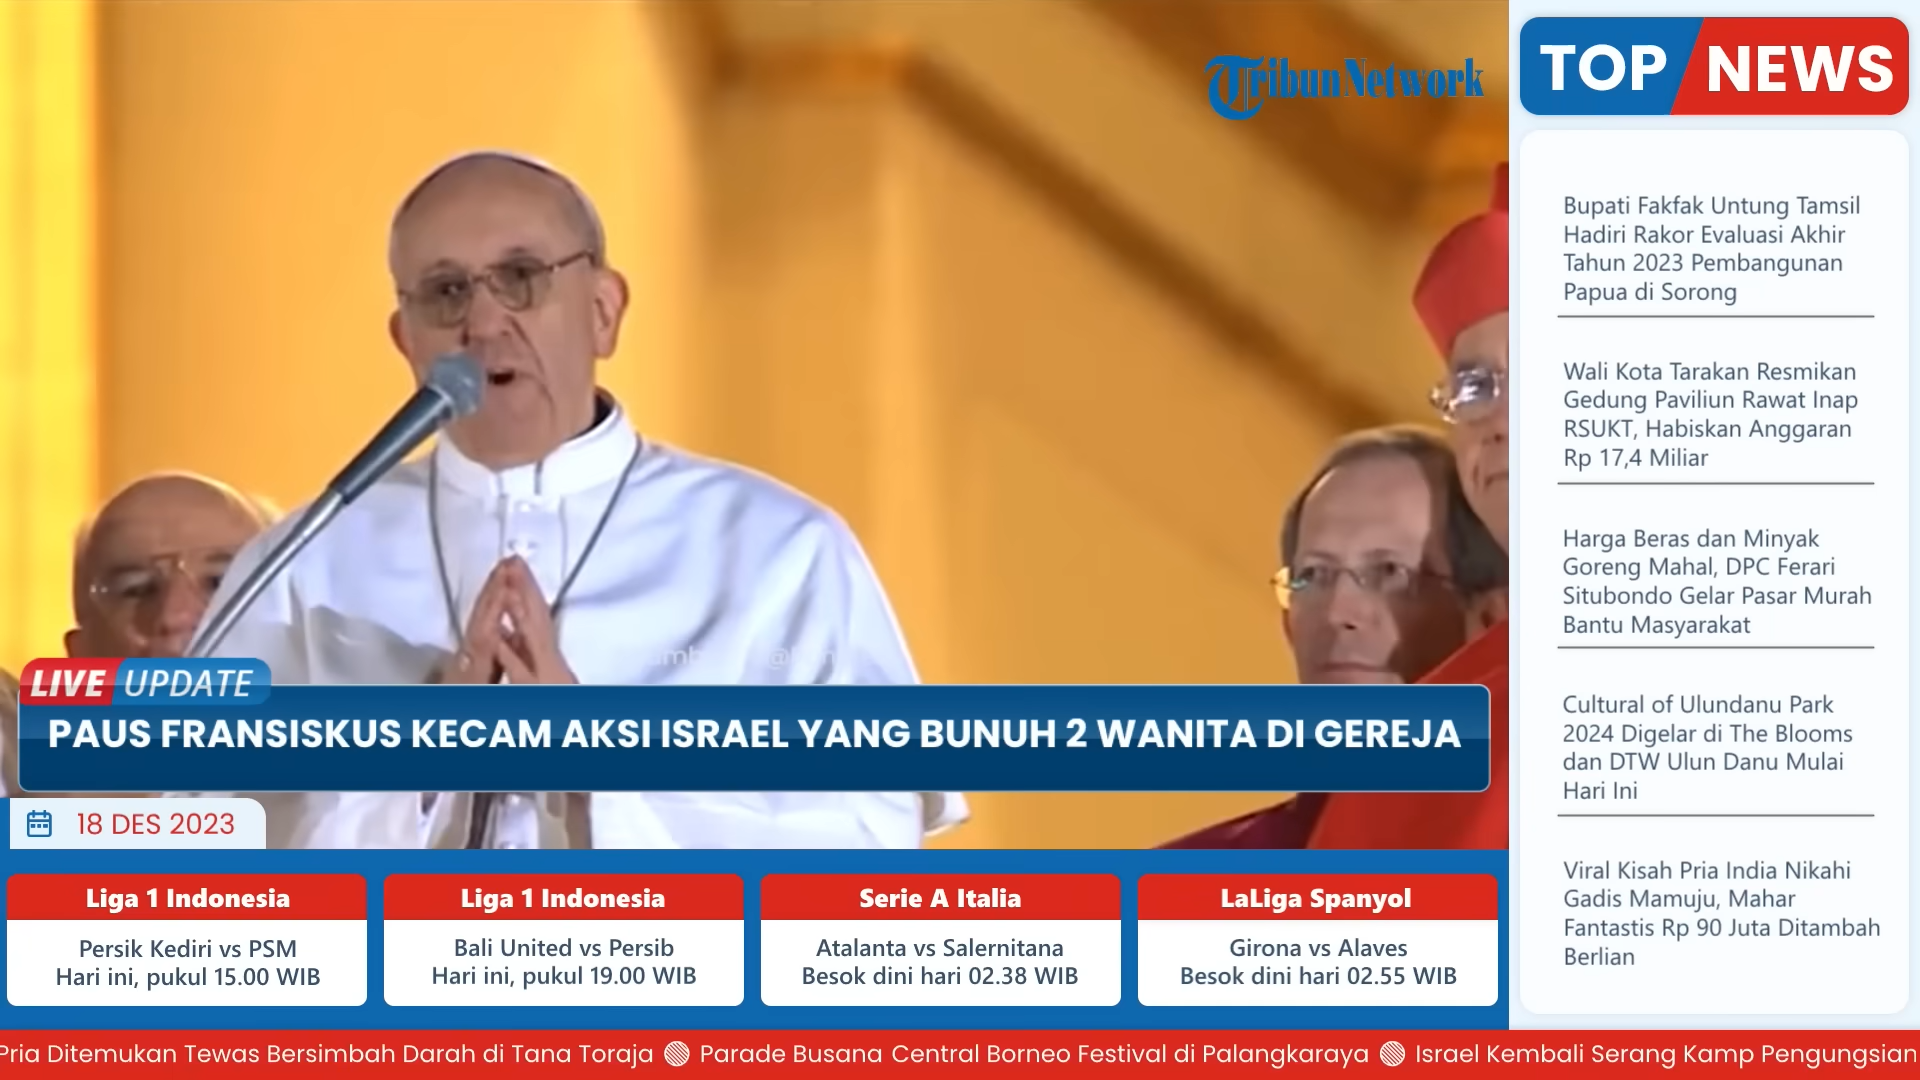 TribunNetwork
TOP NEWS
Bupati Fakfak Untung Tamsil
Hadiri Rakor Evaluasi Akhir
Tahun 2023 Pembangunan
Papua di Sorong
Wali Kota Tarakan Resmikan
Gedung Paviliun Rawat Inap
RSUKT, Habiskan Anggaran
Rp 17,4 Miliar
Harga Beras dan Minyak
Goreng Mahal, DPC Ferari
Situbondo Gelar Pasar Murah
Bantu Masyarakat
Cultural of Ulundanu Park
2024 Digelar di The Blooms
dan DTW Ulun Danu Mulai
Hari Ini
Viral Kisah Pria India Nikahi
Gadis Mamuju, Mahar
Fantastis Rp 90 Juta Ditambah
Berlian
LIVE UPDATE
PAUS FRANSISKUS KECAM AKSI ISRAEL YANG BUNUH 2 WANITA DI GEREJA
18 DES 2023
Liga 1 Indonesia
Persik Kediri vs PSM
Hari ini, pukul 15.00 WIB
Liga 1 Indonesia
Bali United vs Persib
Hari ini, pukul 19.00 WIB
Serie A Italia
Atalanta vs Salernitana
Besok dini hari 02.38 WIB
LaLiga Spanyol
Girona vs Alaves
Besok dini hari 02.55 WIB
Pria Ditemukan Tewas Bersimbah Darah di Tana Toraja Parade Busana Central Borneo Festival di Palangkaraya Israel Kembali Serang Kamp Pengungsian